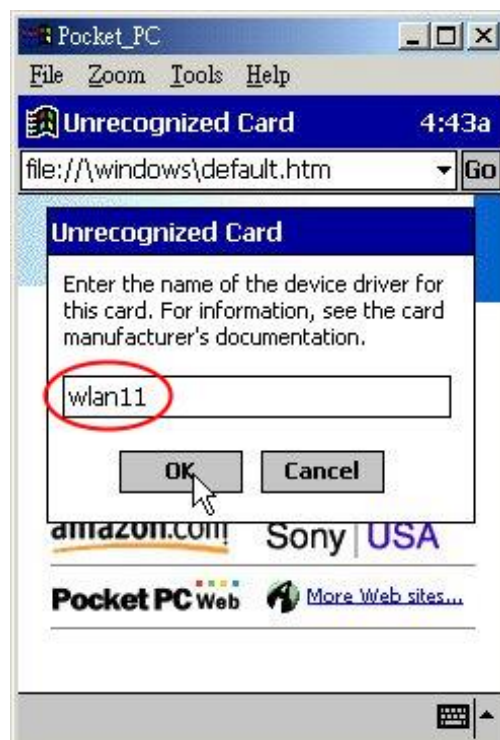 Pocket_PC
File Zoom Tools Help
Unrecognized Card 4:43a
file://\windows\default.htm Go
Unrecognized Card
Enter the name of the device driver for
this card. For information, see the card
manufacturer's documentation.
wlan11
OK Cancel
amazon.com Sony USA
Pocket PC Web More Web sites...